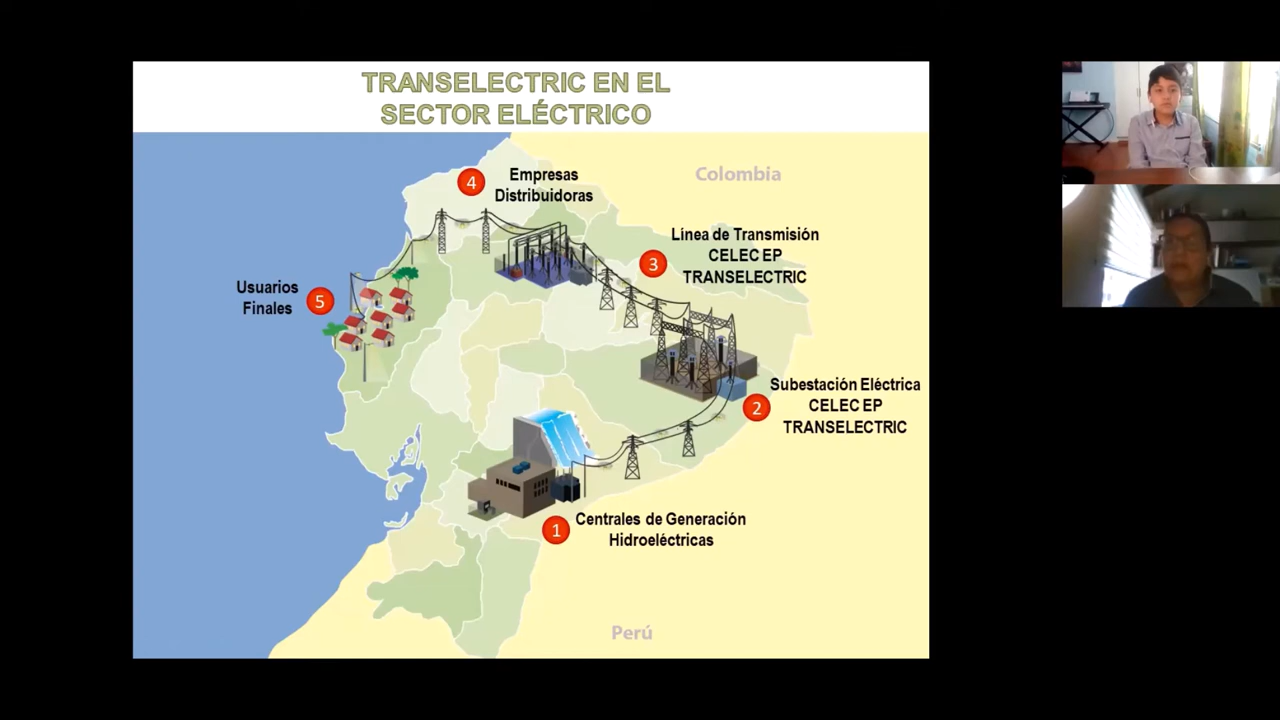 TRANSELECTRIC EN EL
SECTOR ELÉCTRICO
Colombia
4
Empresas
Distribuidoras
Línea de Transmisión
CELEC EP
TRANSELECTRIC
3
Usuarios
Finales
5
Subestación Eléctrica
CELEC EP
TRANSELECTRIC
2
Centrales de Generación
Hidroeléctricas
1
Perú